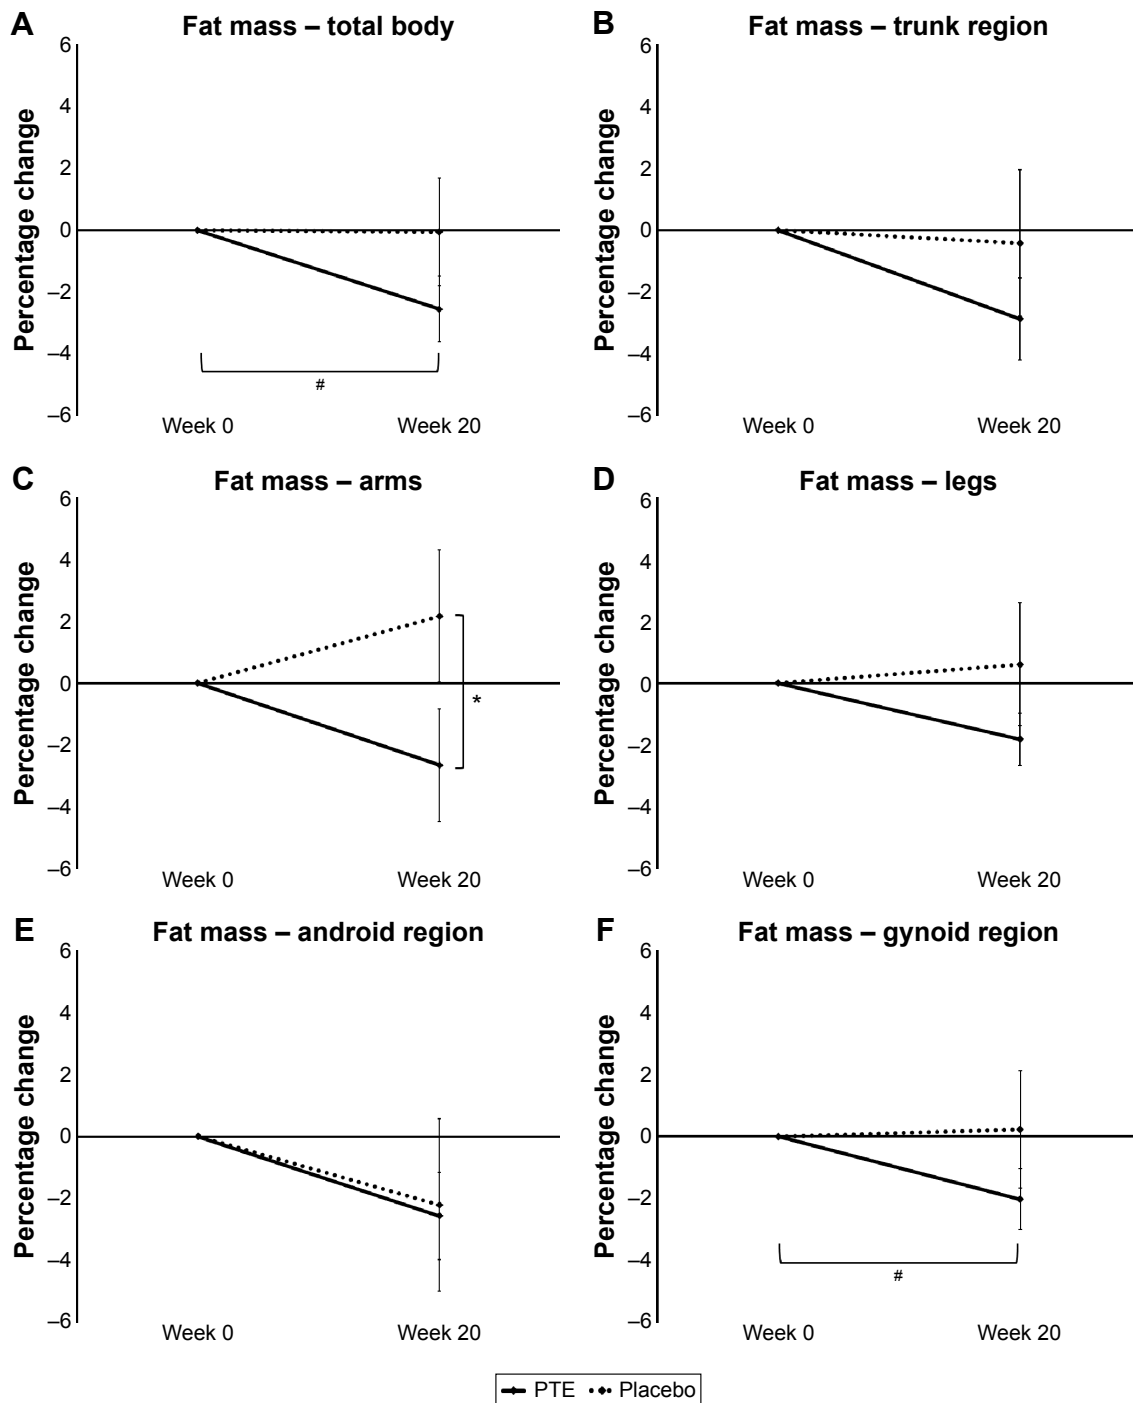 A Fat mass – total body
Percentage change
6
4
2
0
–2
–4
–6
#
Week 0 Week 20
B Fat mass – trunk region
Percentage change
6
4
2
0
–2
–4
–6
Week 0 Week 20
C Fat mass – arms
Percentage change
6
4
2
0
–2
–4
–6
*
Week 0 Week 20
D Fat mass – legs
Percentage change
6
4
2
0
–2
–4
–6
Week 0 Week 20
E Fat mass – android region
Percentage change
6
4
2
0
–2
–4
–6
Week 0 Week 20
F Fat mass – gynoid region
Percentage change
6
4
2
0
–2
–4
–6
#
Week 0 Week 20
PTE Placebo